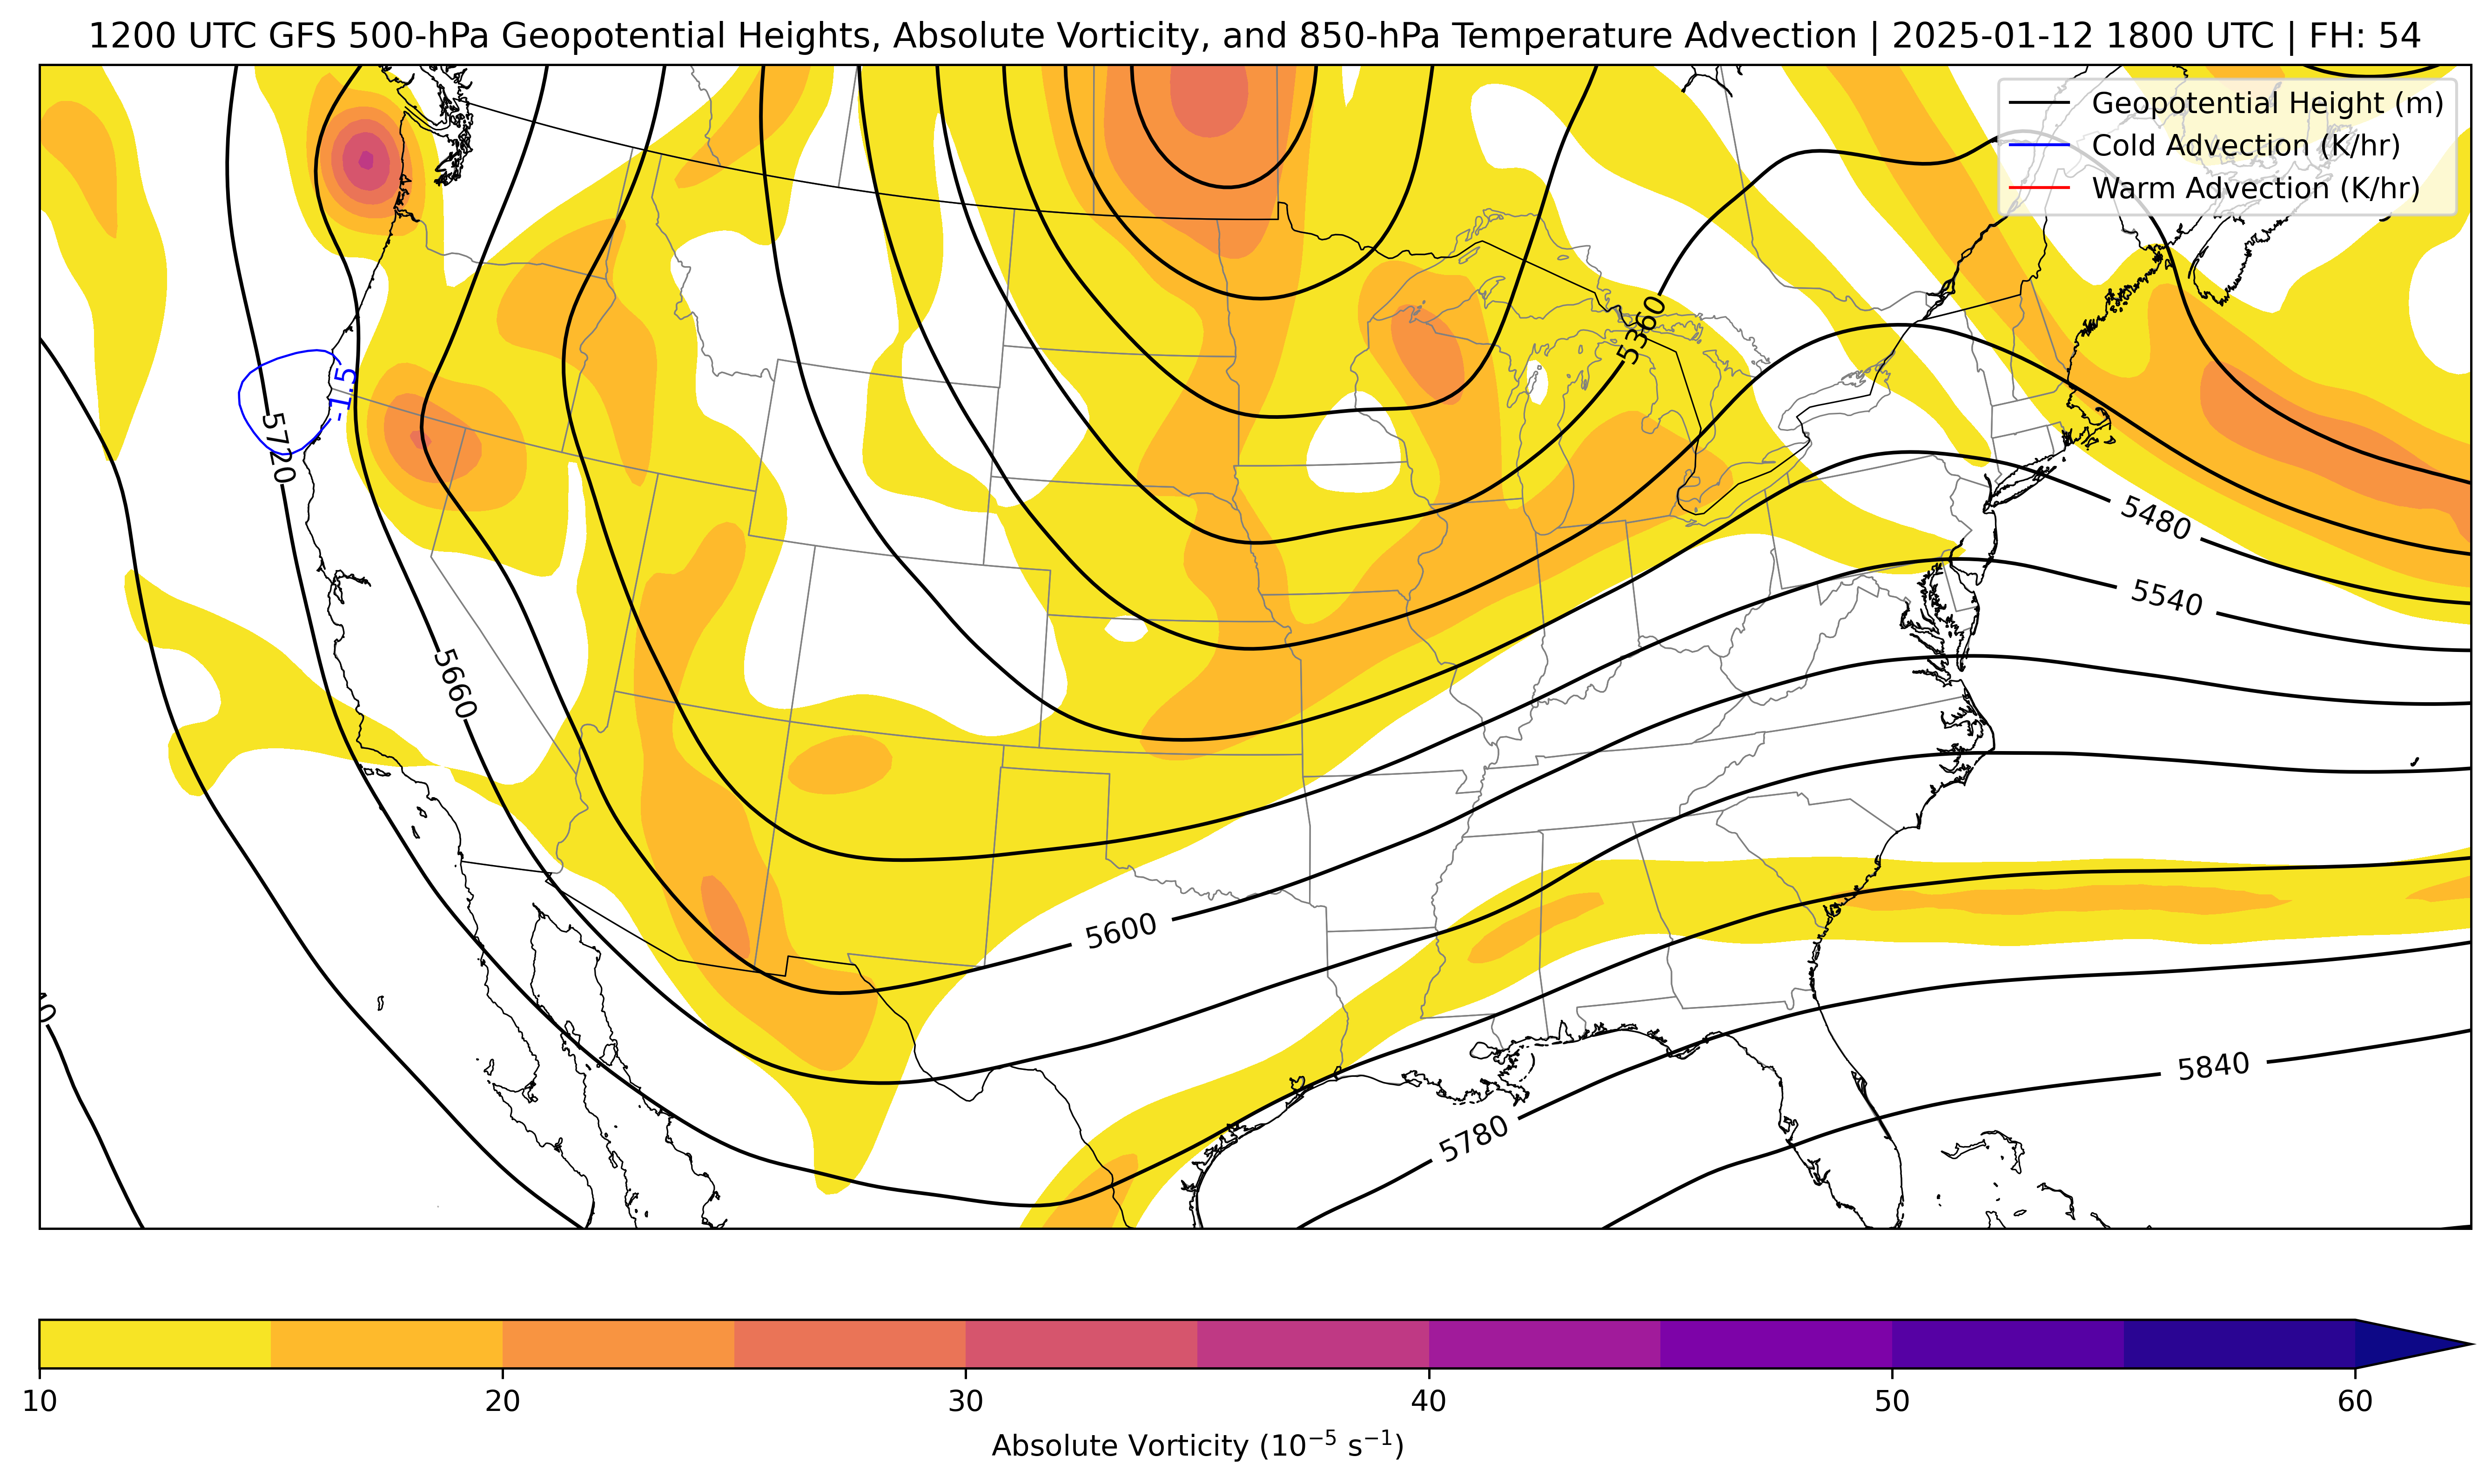 1200 UTC GFS 500-hPa Geopotential Heights, Absolute Vorticity, and 850-hPa Temperature Advection | 2025-01-12 1800 UTC | FH: 54
Geopotential Height (m)
Cold Advection (K/hr)
Warm Advection (K/hr)
5360
-1.5
5720
5480
5540
5660
5600
5840
5780
10 20 30 40 50 60
Absolute Vorticity (10⁻⁵ s⁻¹)